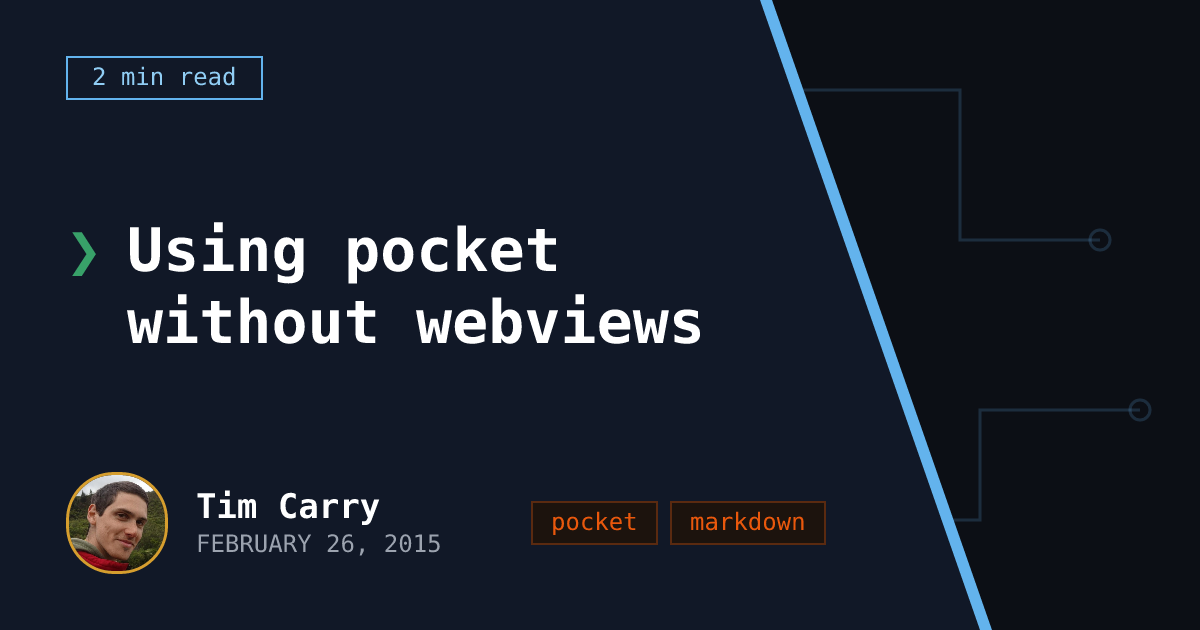 2 min read
❯ Using pocket
without webviews
Tim Carry
FEBRUARY 26, 2015
pocket
markdown